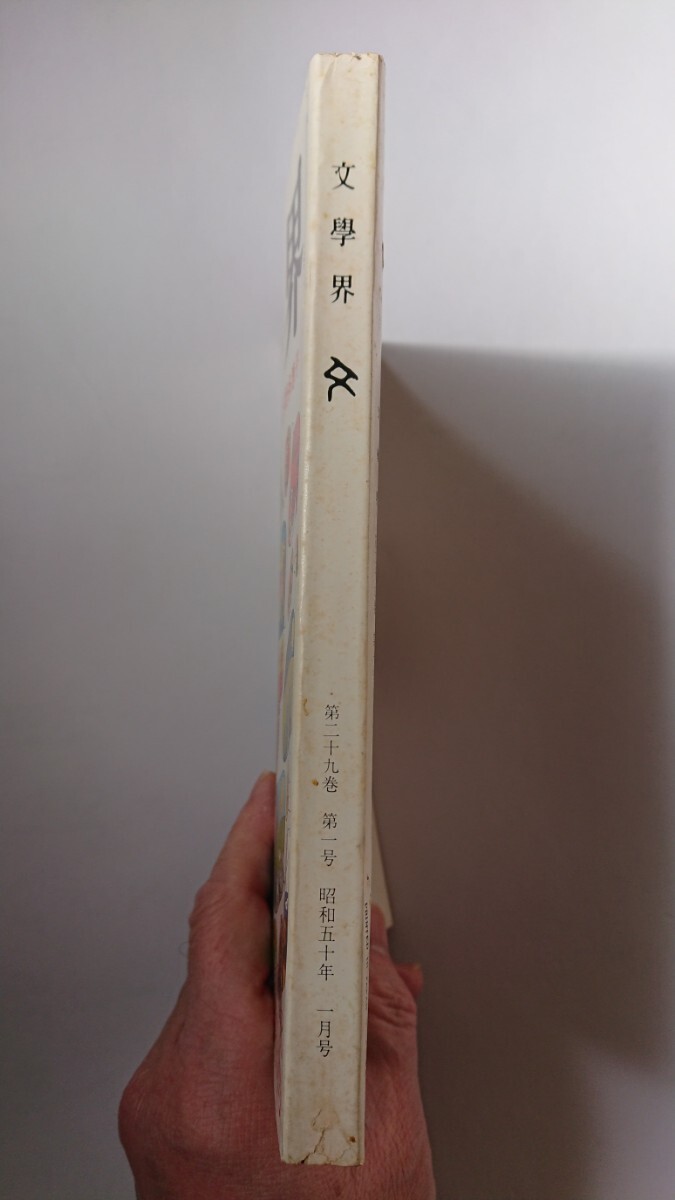 文學界
文
第二十九巻　第一号　昭和五十年　一月号
界